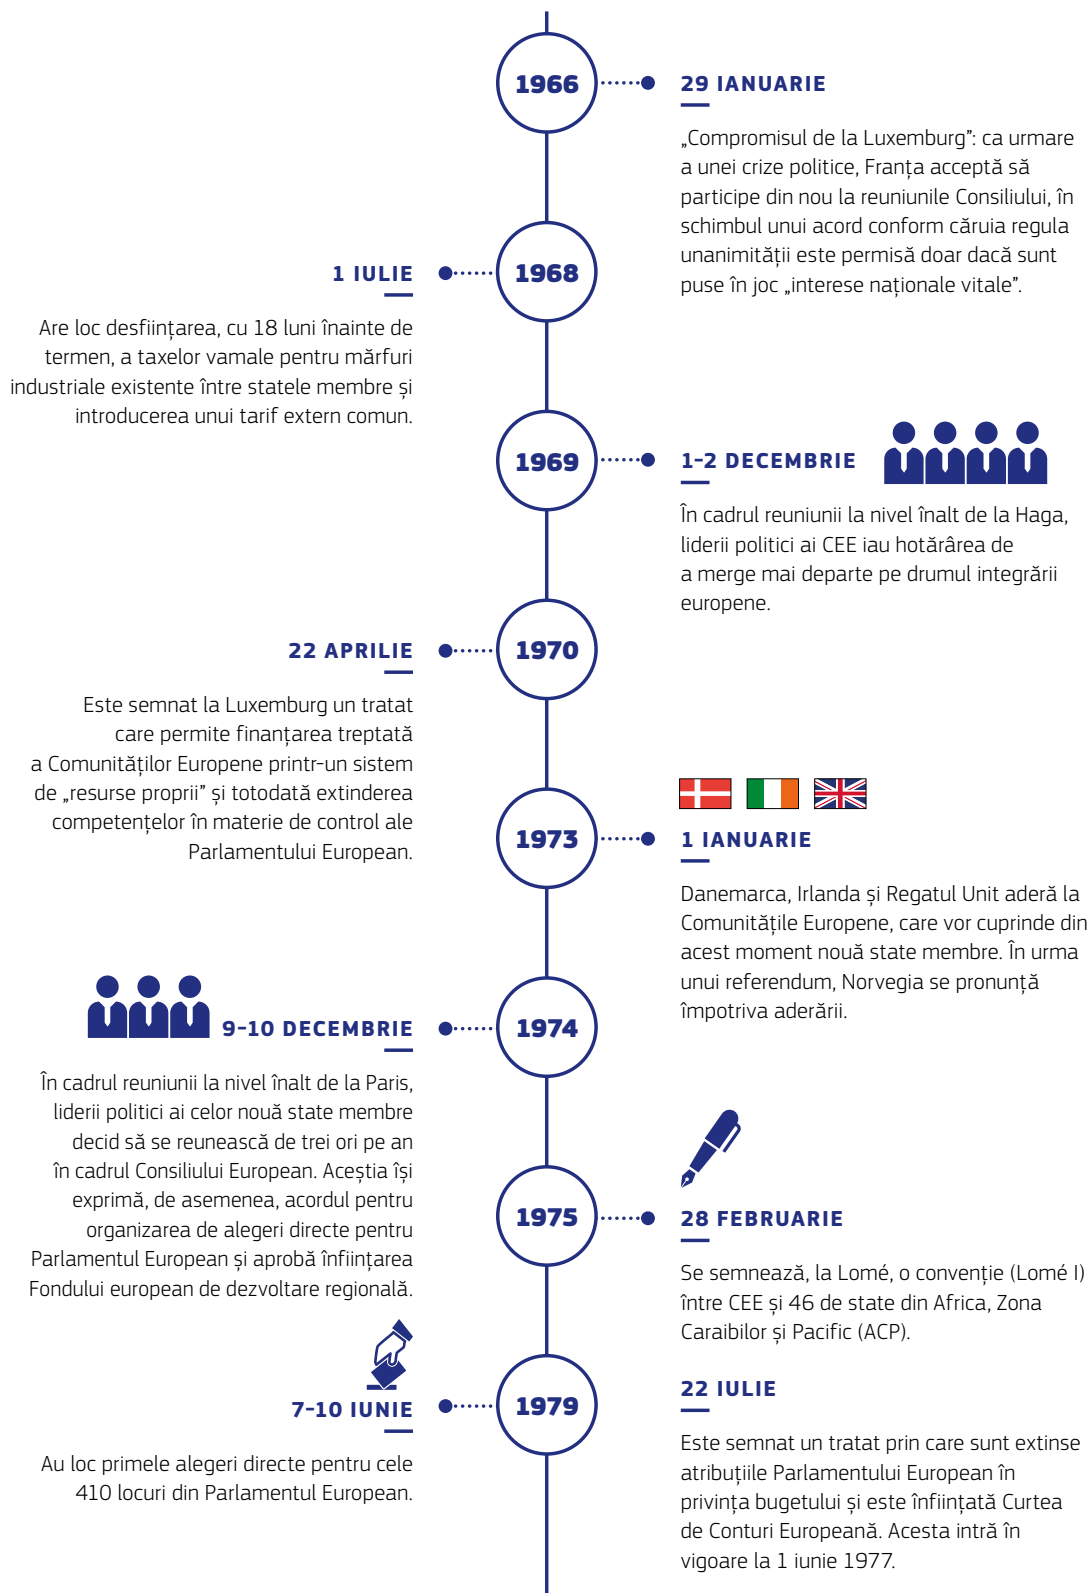 1966
29 IANUARIE
„Compromisul de la Luxemburg”: ca urmare
a unei crize politice, Franța acceptă să
participe din nou la reuniunile Consiliului, în
schimbul unui acord conform căruia regula
unanimității este permisă doar dacă sunt
puse în joc „interese naționale vitale”.
1968
1 IULIE
Are loc desființarea, cu 18 luni înainte de
termen, a taxelor vamale pentru mărfuri
industriale existente între statele membre și
introducerea unui tarif extern comun.
1969
1-2 DECEMBRIE
În cadrul reuniunii la nivel înalt de la Haga,
liderii politici ai CEE iau hotărârea de
a merge mai departe pe drumul integrării
europene.
1970
22 APRILIE
Este semnat la Luxemburg un tratat
care permite finanțarea treptată
a Comunităților Europene printr-un sistem
de „resurse proprii” și totodată extinderea
competențelor în materie de control ale
Parlamentului European.
1973
1 IANUARIE
Danemarca, Irlanda și Regatul Unit aderă la
Comunitățile Europene, care vor cuprinde din
acest moment nouă state membre. În urma
unui referendum, Norvegia se pronunță
împotriva aderării.
1974
9-10 DECEMBRIE
În cadrul reuniunii la nivel înalt de la Paris,
liderii politici ai celor nouă state membre
decid să se reunească de trei ori pe an
în cadrul Consiliului European. Aceștia își
exprimă, de asemenea, acordul pentru
organizarea de alegeri directe pentru
Parlamentul European și aprobă înființarea
Fondului european de dezvoltare regională.
1975
28 FEBRUARIE
Se semnează, la Lomé, o convenție (Lomé I)
între CEE și 46 de state din Africa, Zona
Caraibilor și Pacific (ACP).
22 IULIE
Este semnat un tratat prin care sunt extinse
atribuțiile Parlamentului European în
privința bugetului și este înființată Curtea
de Conturi Europeană. Acesta intră în
vigoare la 1 iunie 1977.
1979
7-10 IUNIE
Au loc primele alegeri directe pentru cele
410 locuri din Parlamentul European.